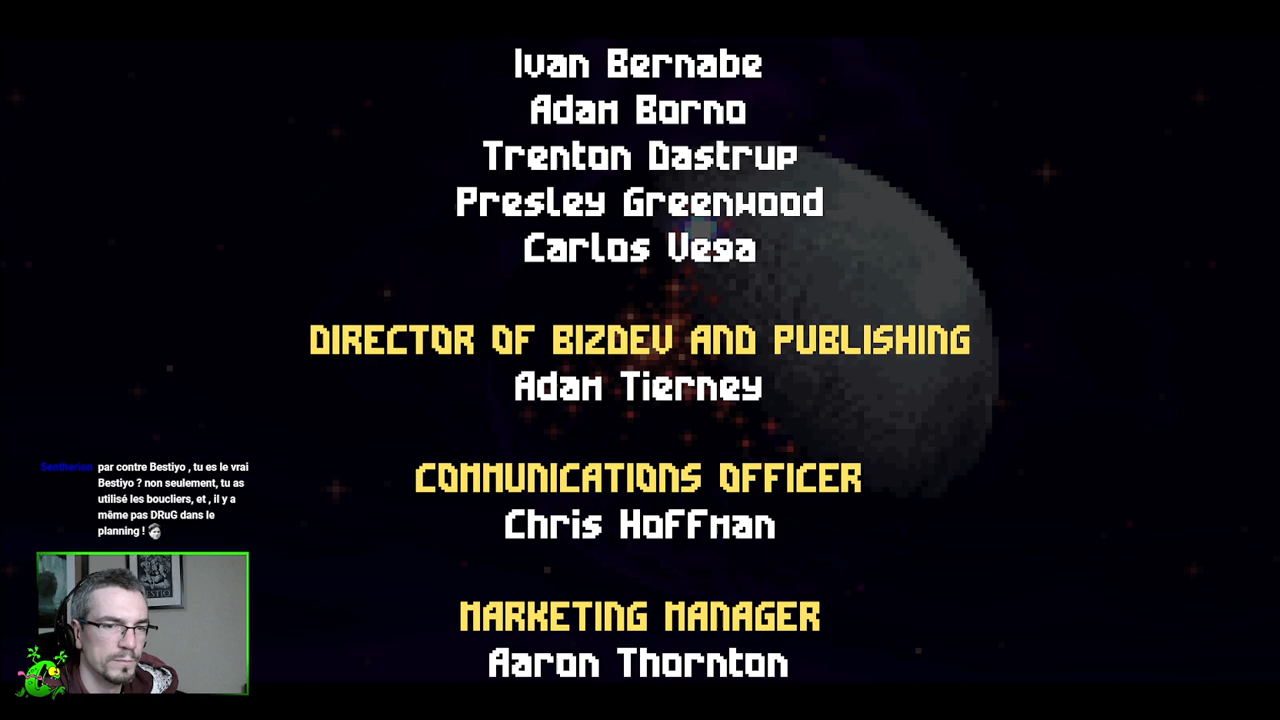 Ivan Bernabe
Adam Borno
Trenton Dastrup
Presley Greenwood
Carlos Vega
DIRECTOR OF BIZDEV AND PUBLISHING
Adam Tierney
COMMUNICATIONS OFFICER
Chris Hoffman
MARKETING MANAGER
Aaron Thornton
par contre Bestiyo , tu es le vrai
Bestiyo ? non seulement, tu as
utilisé les boucliers, et , il y a
même pas DRuG dans le
planning !